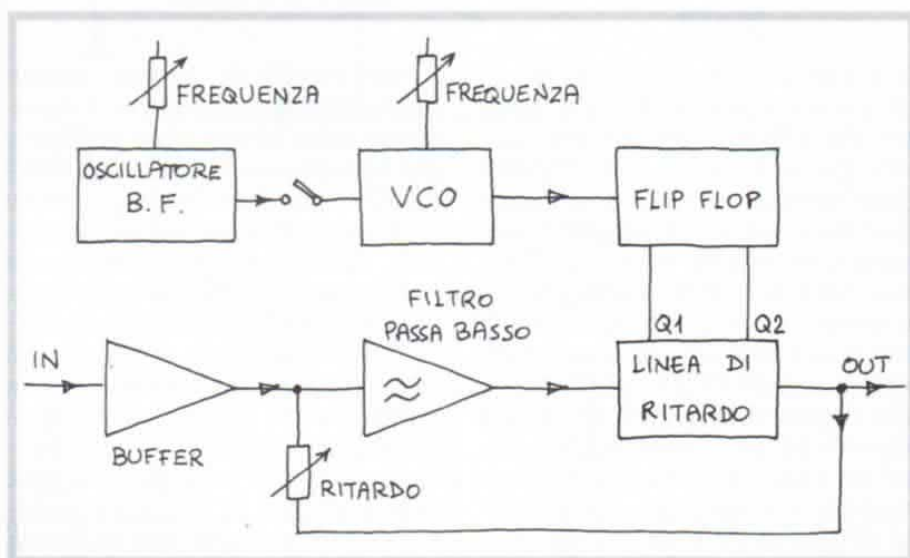 FREQUENZA
FREQUENZA
OSCILLATORE
B. F.
VCO
FLIP FLOP
FILTRO
PASSA BASSO
Q1
Q2
IN
LINEA DI
RITARDO
OUT
BUFFER
RITARDO